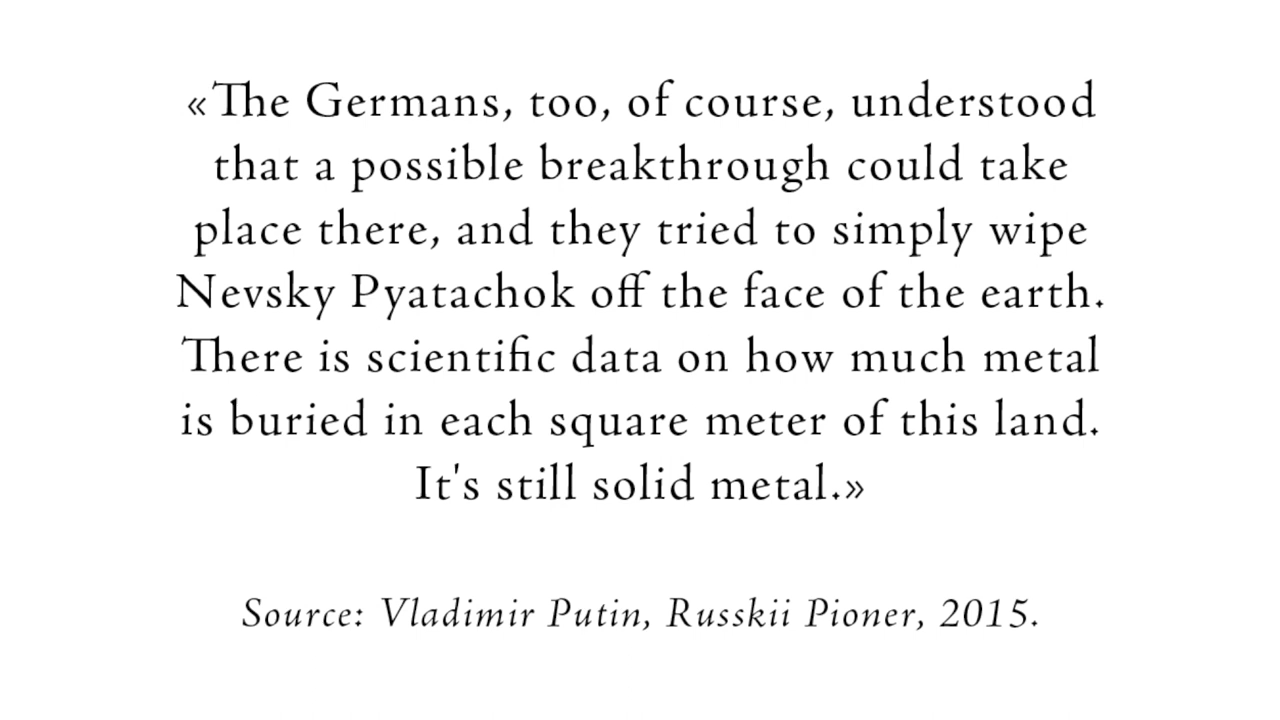 «The Germans, too, of course, understood
that a possible breakthrough could take
place there, and they tried to simply wipe
Nevsky Pyatachok off the face of the earth.
There is scientific data on how much metal
is buried in each square meter of this land.
It's still solid metal.»
Source: Vladimir Putin, Russkii Pioner, 2015.